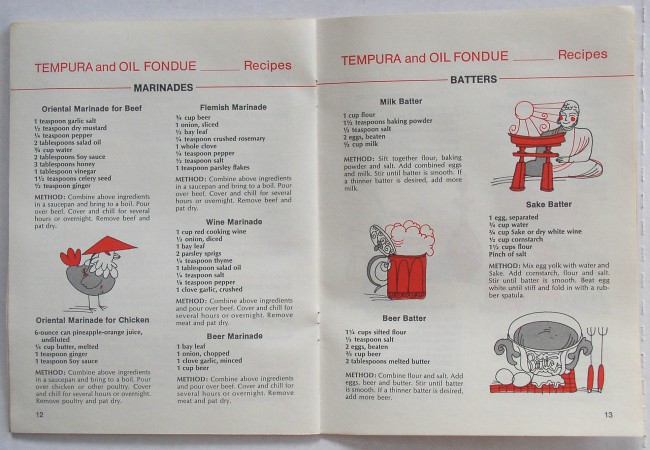 TEMPURA and OIL FONDUE Recipes
MARINADES
Oriental Marinade for Beef
1 teaspoon garlic salt
½ teaspoon dry mustard
¼ teaspoon pepper
2 tablespoons salad oil
¾ cup water
2 tablespoons Soy sauce
3 tablespoons honey
1 tablespoon vinegar
1½ teaspoons celery seed
1½ teaspoon ginger
METHOD: Combine above ingredients
in a saucepan and bring to a boil. Pour
over beef. Cover and chill for several
hours or overnight. Remove beef and
pat dry.
Oriental Marinade for Chicken
6-ounce can pineapple-orange juice,
undiluted
¼ cup butter, melted
1 teaspoon ginger
1 teaspoon Soy sauce
METHOD: Combine above ingredients
in a saucepan and bring to a boil. Pour
over chicken or other poultry. Cover
and chill for several hours or overnight.
Remove poultry and pat dry.
12
Flemish Marinade
¾ cup beer
1 onion, sliced
½ bay leaf
¼ teaspoon crushed rosemary
1 whole clove
¼ teaspoon pepper
½ teaspoon salt
1 teaspoon parsley flakes
METHOD: Combine above ingredients
in a saucepan and bring to a boil. Pour
over beef. Cover and chill for several
hours or overnight. Remove beef and
pat dry.
Wine Marinade
1 cup red cooking wine
½ onion, diced
1 bay leaf
2 parsley sprigs
¼ teaspoon thyme
1 tablespoon salad oil
¼ teaspoon salt
⅛ teaspoon pepper
1 clove garlic, crushed
METHOD: Combine above ingredients
and pour over beef. Cover and chill for
several hours or overnight. Remove
meat and pat dry.
Beer Marinade
1 bay leaf
1 onion, chopped
1 clove garlic, minced
1 cup beer
METHOD: Combine above ingredients
and pour over beef. Cover and chill for
several hours or overnight. Remove
meat and pat dry.
TEMPURA and OIL FONDUE Recipes
BATTERS
Milk Batter
1 cup flour
1½ teaspoons baking powder
teaspoon salt
2 eggs, beaten
½ cup milk
METHOD: Sift together flour, baking
powder and salt. Add combined eggs
and milk. Stir until batter is smooth. If
a thinner batter is desired, add more
milk.
Beer Batter
1¼ cups sifted flour
teaspoon salt
2 eggs, beaten
¾ cup beer
2 tablespoons melted butter
METHOD: Combine flour and salt. Add
eggs, beer and butter. Stir until batter
is smooth. If a thinner batter is desired,
add more beer.
Sake Batter
1 egg, separated
¾ cup water
¾ cup Sake or dry white wine
½ cup cornstarch
1½ cups flour
Pinch of salt
METHOD: Mix egg yolk with water and
Sake. Add cornstarch, flour and salt.
Stir until batter is smooth. Beat egg
white until stiff and fold in with a rub-
ber spatula.
13